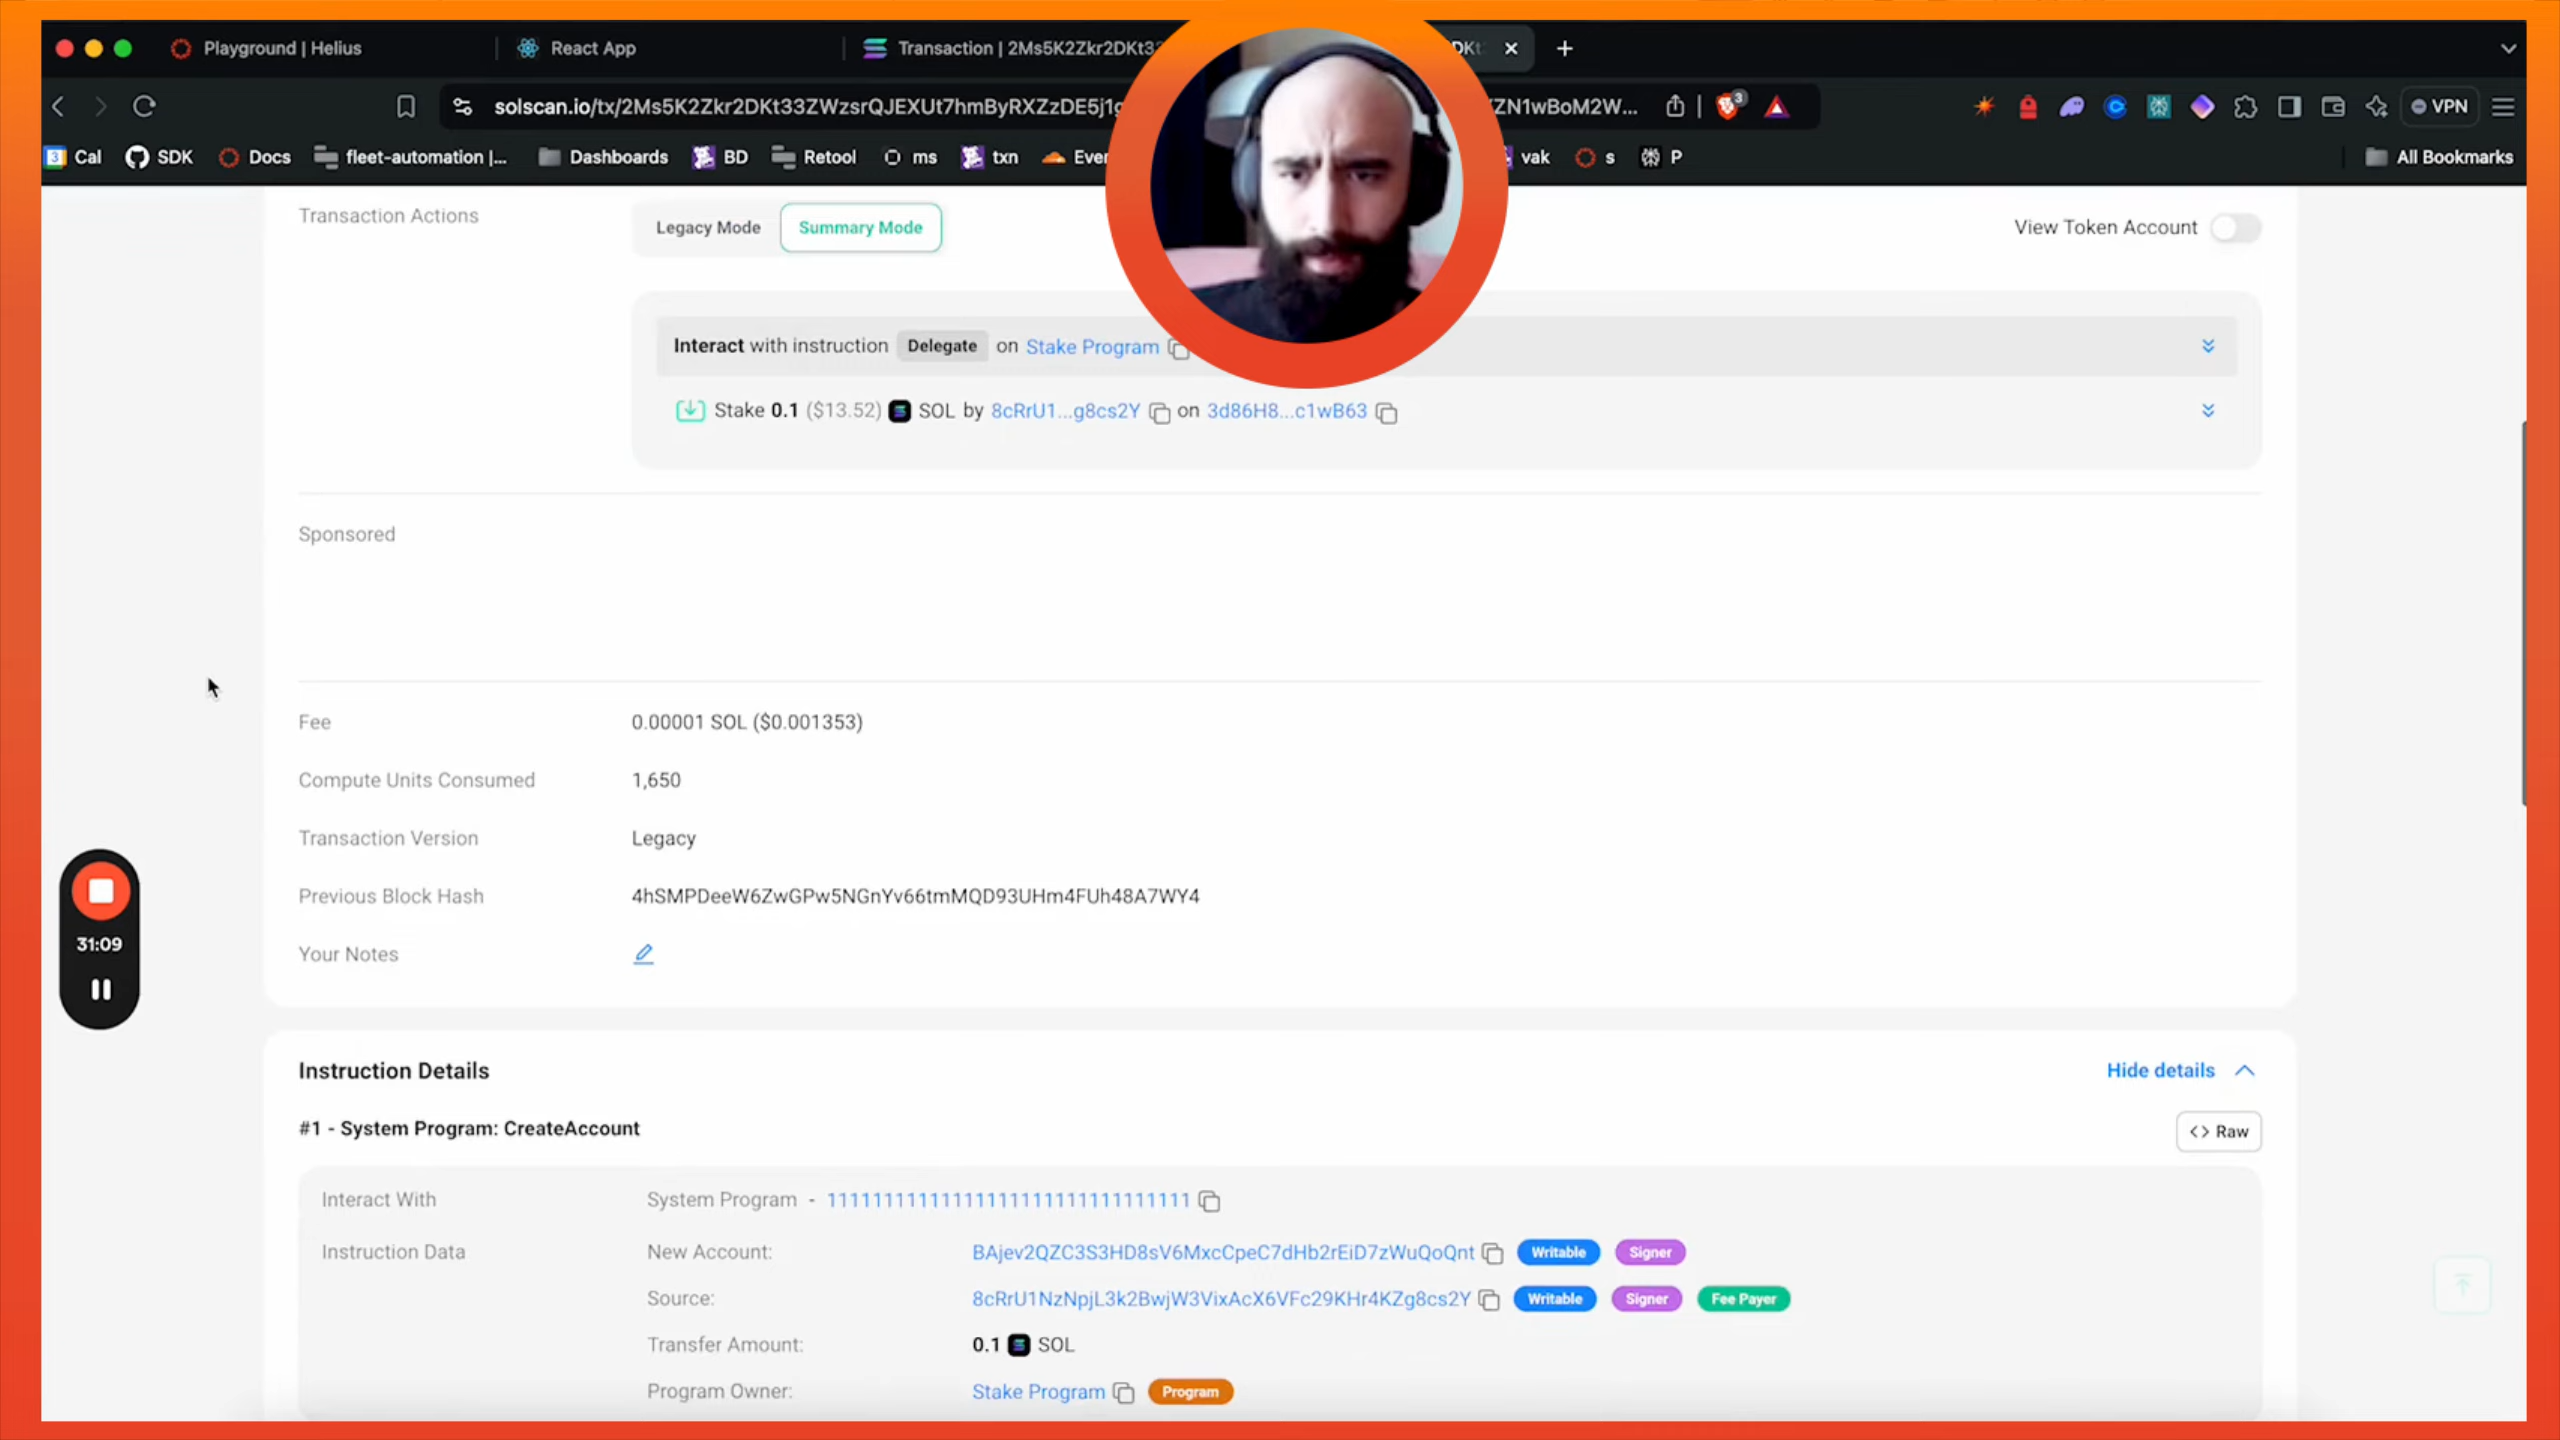 Playground | Helius
React App
Transaction | 2Ms5K2Zkr2DKt3
DKt
solscan.io/tx/2Ms5K2Zkr2DKt33ZWzsrQJEXUt7hmByRXZzDE5j1g
ZN1wBoM2W...
3
VPN
Cal
SDK
Docs
fleet-automation |...
Dashboards
BD
Retool
ms
txn
Ever
vak
s
P
All Bookmarks
Transaction Actions
Legacy Mode
Summary Mode
View Token Account
Interact with instruction Delegate on Stake Program
Stake 0.1 ($13.52) SOL by 8cRrU1...g8cs2Y on 3d86H8...c1wB63
Sponsored
Fee
0.00001 SOL ($0.001353)
Compute Units Consumed
1,650
Transaction Version
Legacy
Previous Block Hash
4hSMPDeeW6ZwGPw5NGnYv66tmMQD93UHm4FUh48A7WY4
Your Notes
31:09
Instruction Details
Hide details
#1 - System Program: CreateAccount
<> Raw
Interact With
System Program - 11111111111111111111111111111111
Instruction Data
New Account:
BAjev2QZC3S3HD8sV6MxcCpeC7dHb2rEiD7zWuQoQnt
Writable
Signer
Source:
8cRrU1NzNpjL3k2BwjW3VixAcX6VFc29KHr4KZg8cs2Y
Writable
Signer
Fee Payer
Transfer Amount:
0.1 SOL
Program Owner:
Stake Program
Program